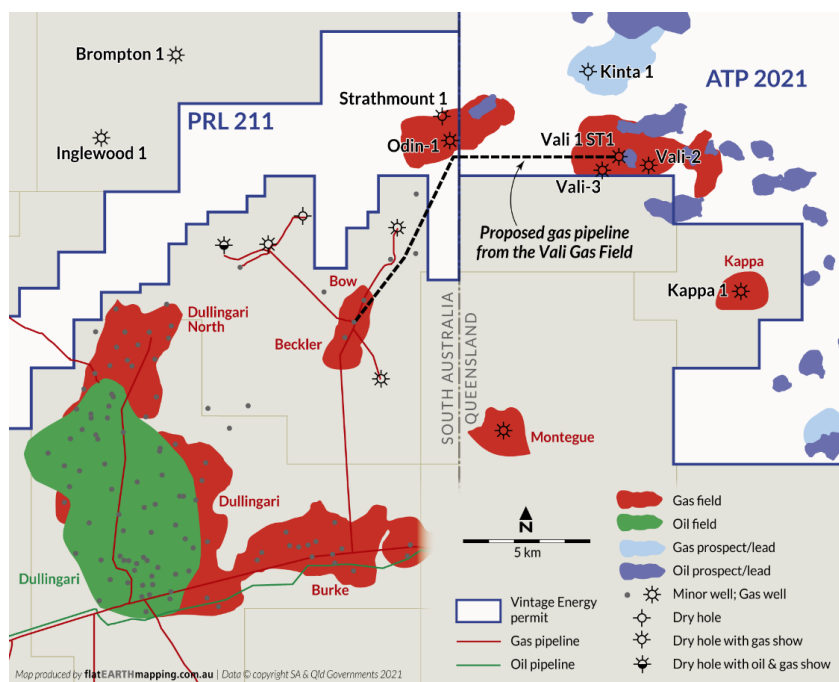 Brompton 1
Inglewood 1
PRL 211
Strathmount 1
Odin-1
Kinta 1
ATP 2021
Vali 1 ST1
Vali-2
Vali-3
Proposed gas pipeline
from the Vali Gas Field
Kappa
Kappa 1
Bow
Beckler
Dullingari
North
SOUTH AUSTRALIA
QUEENSLAND
Montegue
Dullingari
Dullingari
Burke
N
5 km
Vintage Energy
permit
Gas pipeline
Oil pipeline
Gas field
Oil field
Gas prospect/lead
Oil prospect/lead
Minor well; Gas well
Dry hole
Dry hole with gas show
Dry hole with oil & gas show
Map produced by flatEARTHmapping.com.au | Data © copyright SA & Qld Governments 2021